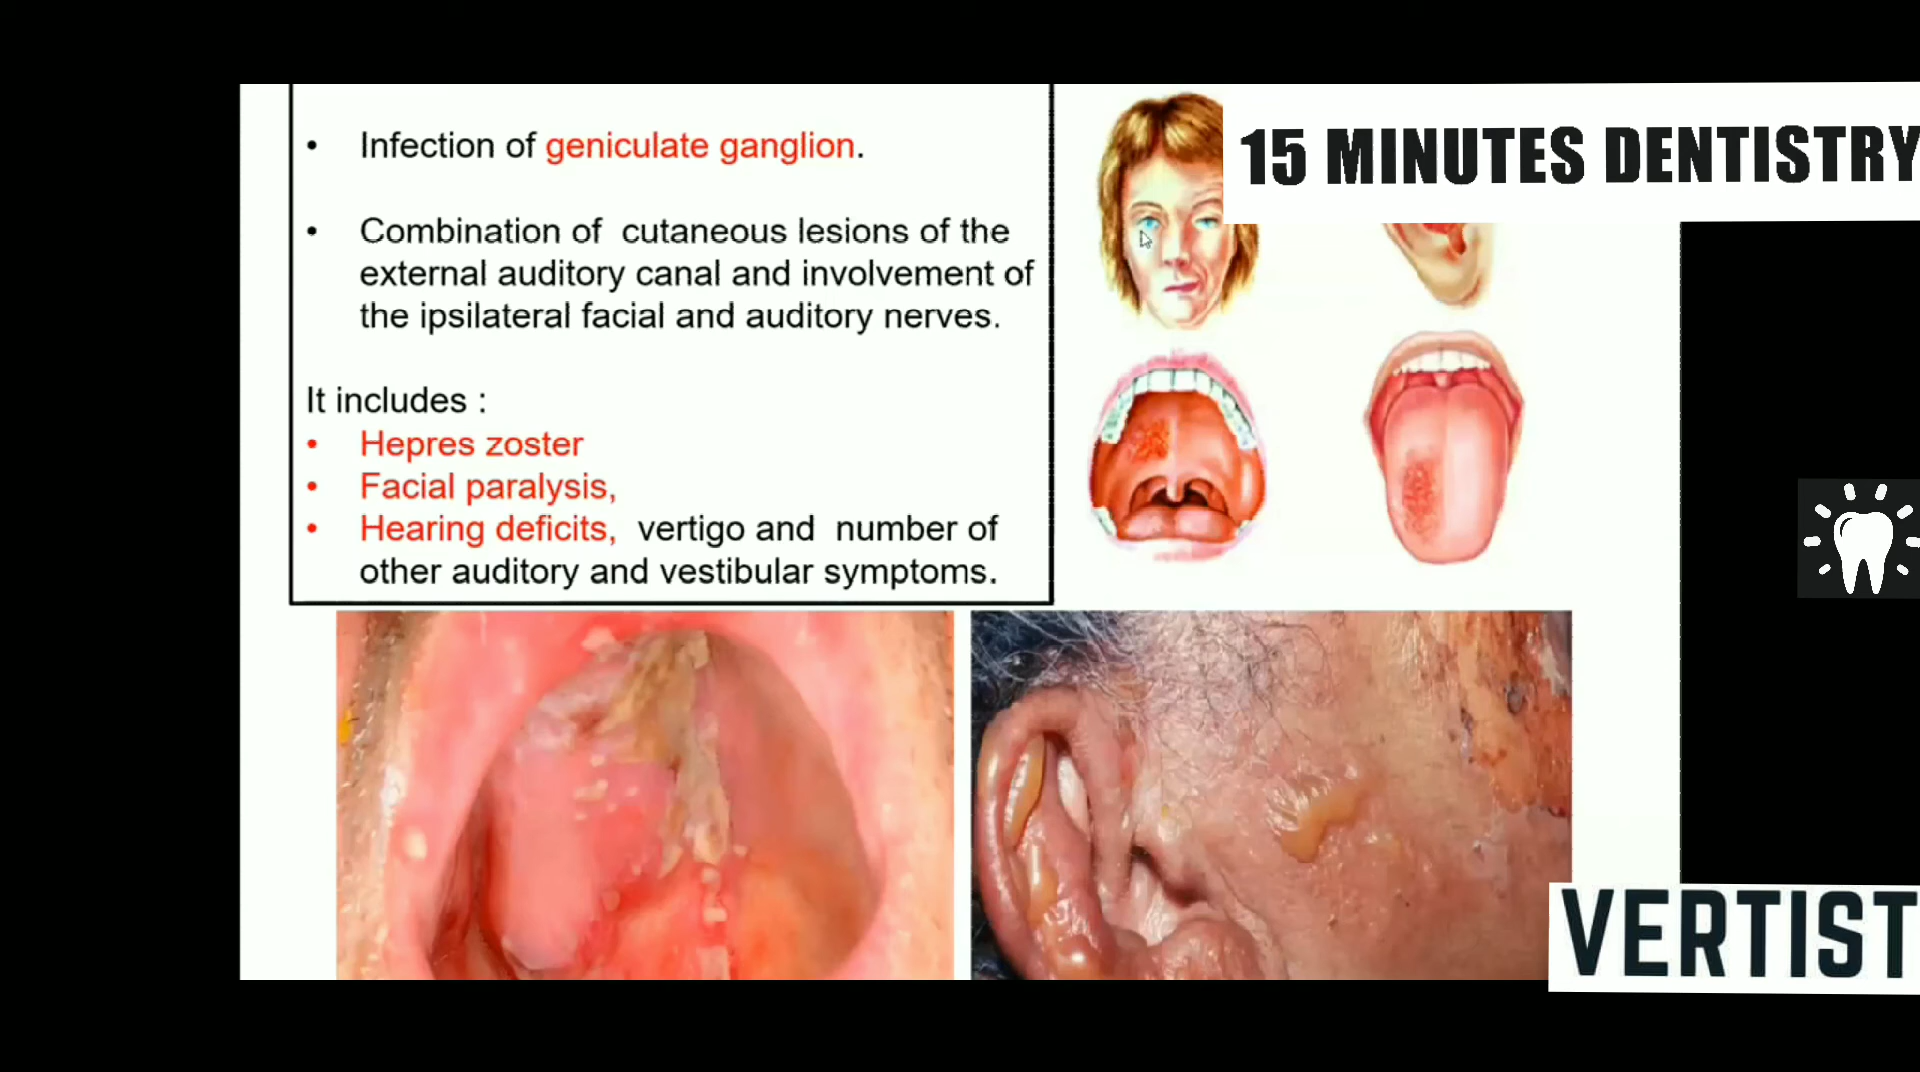 15 MINUTES DENTISTRY
• Infection of geniculate ganglion.
• Combination of cutaneous lesions of the
external auditory canal and involvement of
the ipsilateral facial and auditory nerves.
It includes :
• Hepres zoster
• Facial paralysis,
• Hearing deficits, vertigo and number of
other auditory and vestibular symptoms.
VERTIST